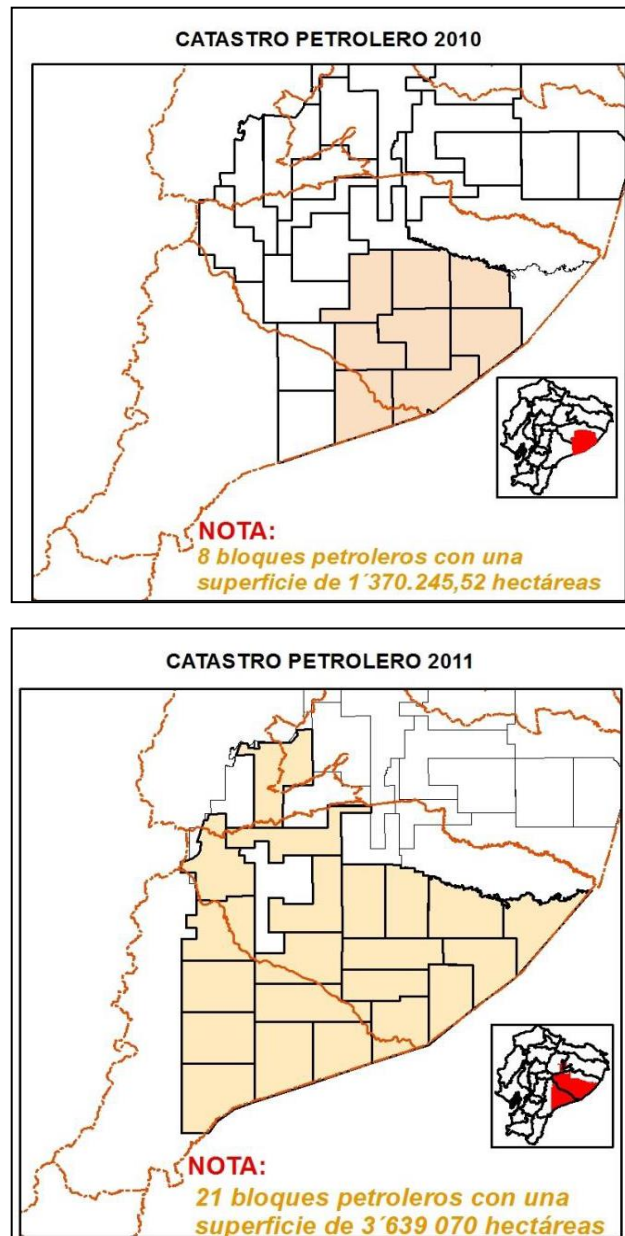 CATASTRO PETROLERO 2010
NOTA:
8 bloques petroleros con una
superficie de 1´370.245,52 hectáreas
CATASTRO PETROLERO 2011
NOTA:
21 bloques petroleros con una
superficie de 3´639 070 hectáreas